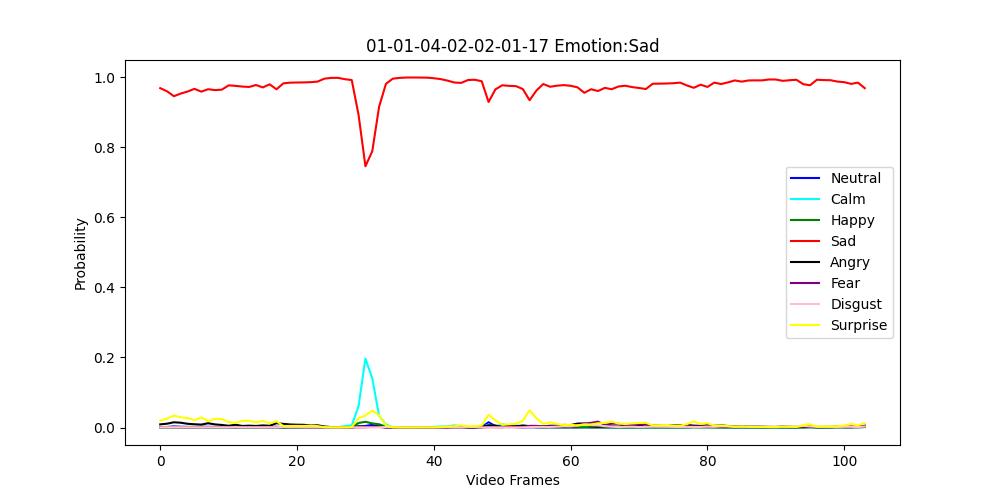 01-01-04-02-02-01-17 Emotion:Sad
Probability
1.0
0.8
0.6
0.4
0.2
0.0
Neutral
Calm
Happy
Sad
Angry
Fear
Disgust
Surprise
0 20 40 60 80 100
Video Frames